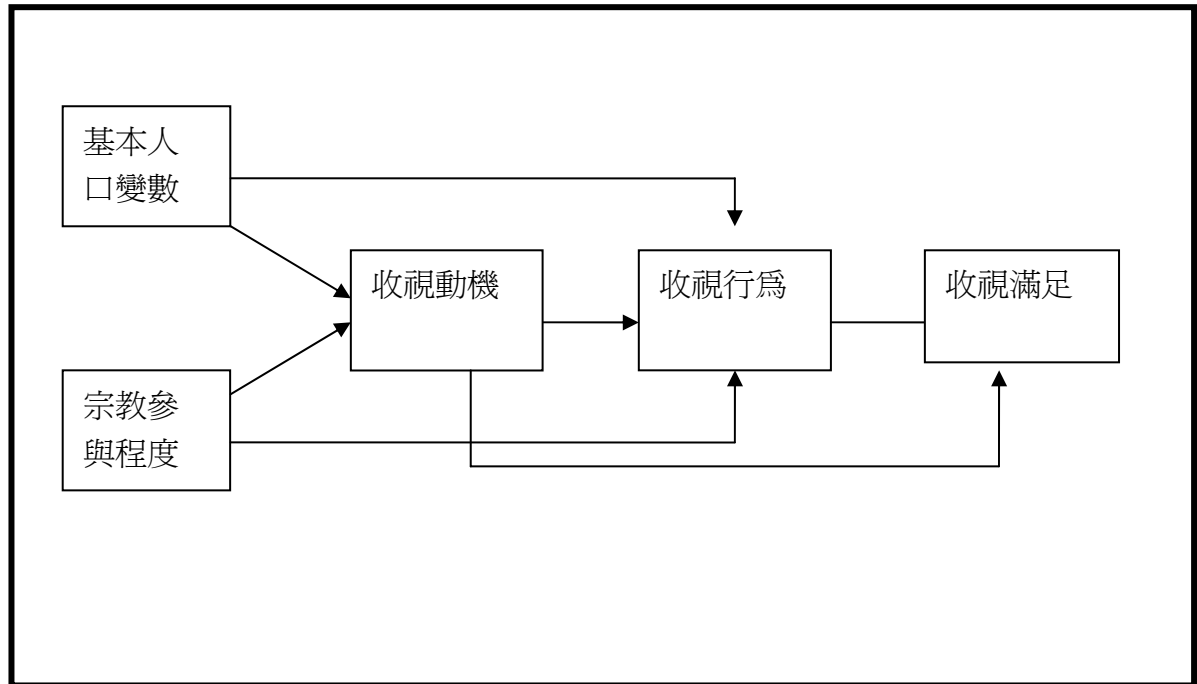 基本人
口變數
收視動機
收視行爲
收視滿足
宗教參
與程度